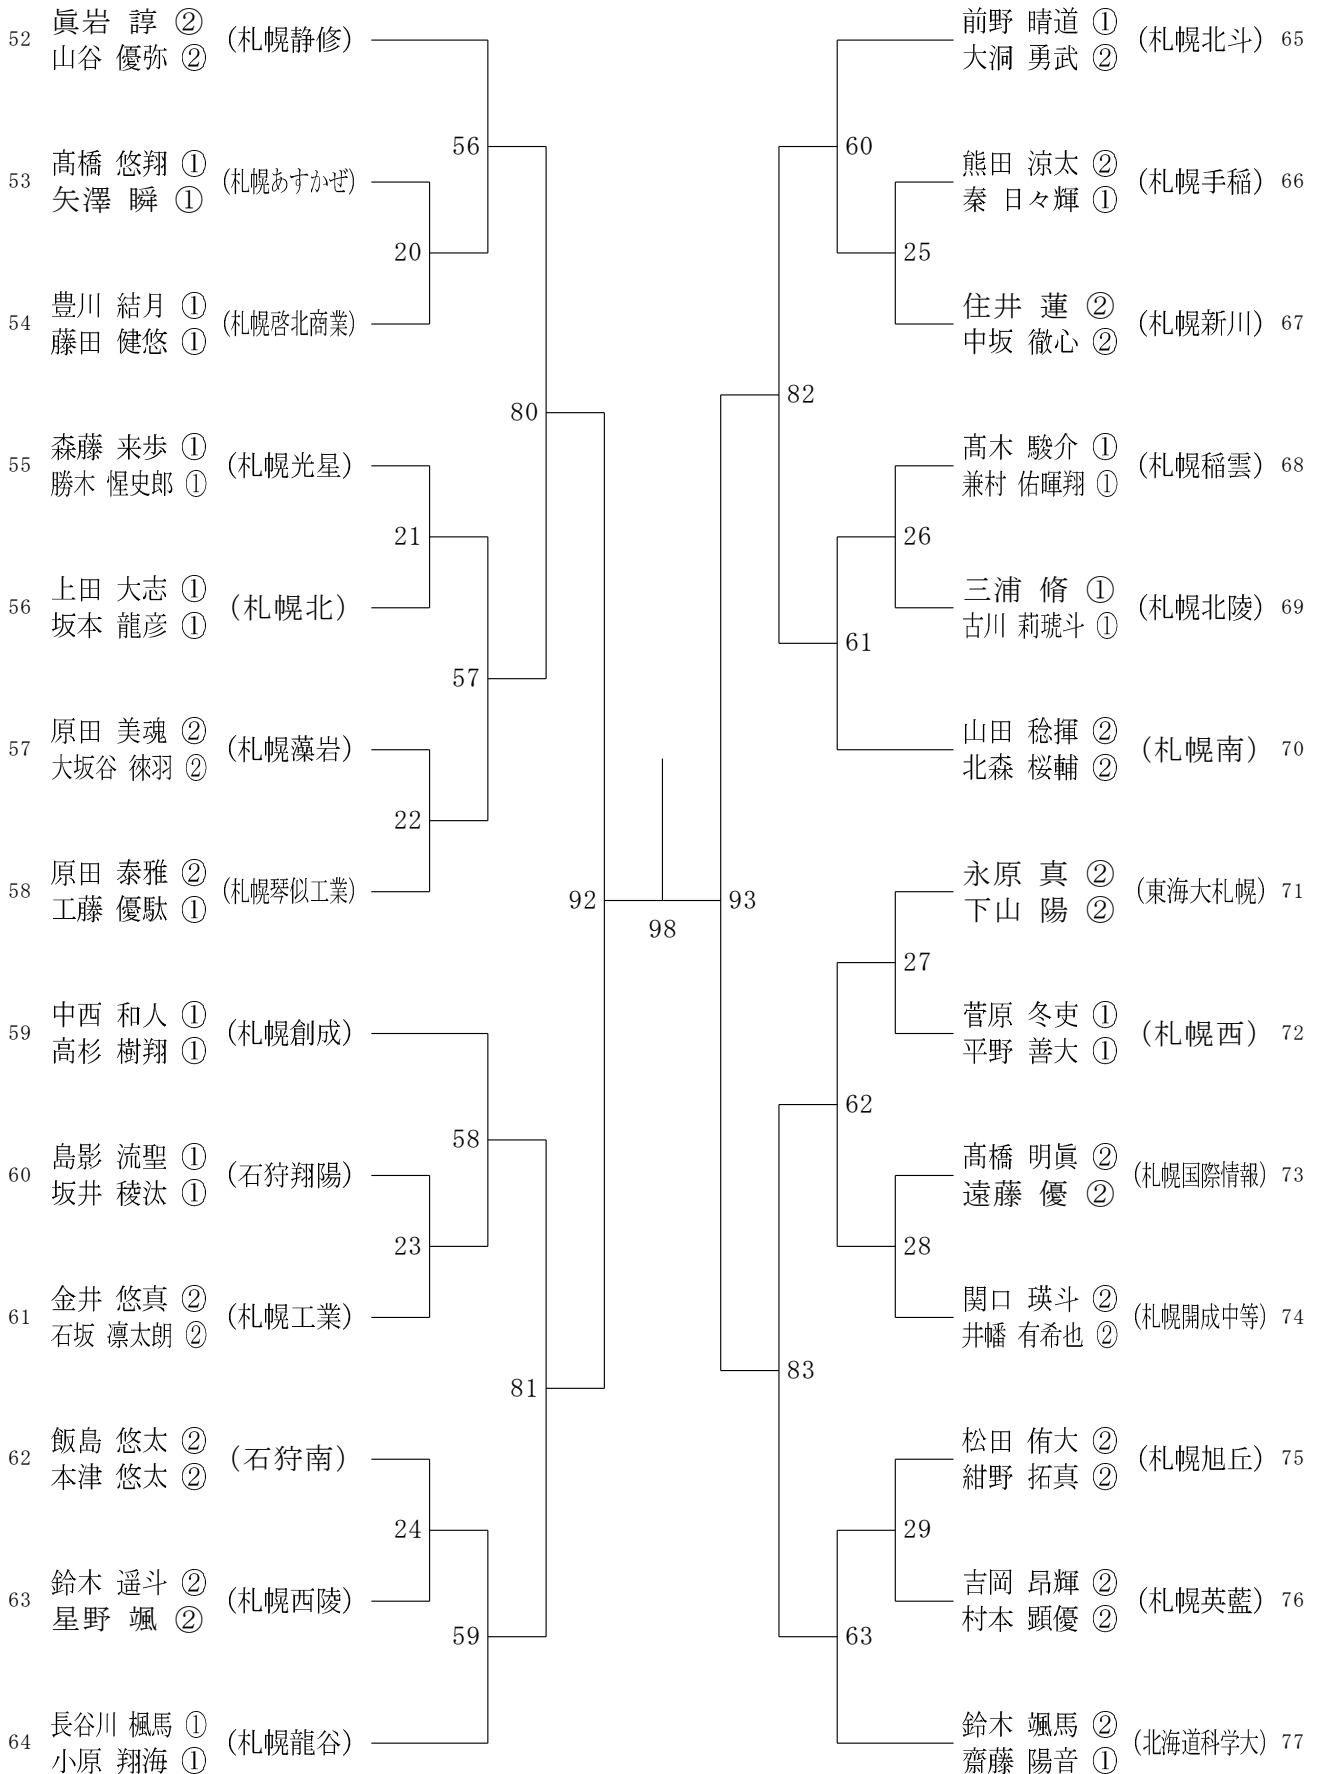 52 眞岩 諄 ② (札幌静修)
山谷 優弥 ②
56
53 髙橋 悠翔 ① (札幌あすかぜ)
矢澤 瞬 ①
20
54 豊川 結月 ① (札幌啓北商業)
藤田 健悠 ①
80
55 森藤 来歩 ① (札幌光星)
勝木 惺史郎 ①
21
56 上田 大志 ① (札幌北)
坂本 龍彦 ①
57
57 原田 美魂 ② (札幌藻岩)
大坂谷 徠羽 ②
22
58 原田 泰雅 ② (札幌琴似工業)
工藤 優駄 ①
92
98
59 中西 和人 ① (札幌創成)
高杉 樹翔 ①
58
60 島影 流聖 ① (石狩翔陽)
坂井 稜汰 ①
23
61 金井 悠真 ② (札幌工業)
石坂 凛太朗 ②
81
62 飯島 悠太 ② (石狩南)
本津 悠太 ②
24
63 鈴木 遥斗 ② (札幌西陵)
星野 颯 ②
59
64 長谷川 楓馬 ① (札幌龍谷)
小原 翔海 ①
前野 晴道 ① (札幌北斗) 65
大洞 勇武 ②
60
熊田 涼太 ② (札幌手稲) 66
秦 日々輝 ①
25
住井 蓮 ② (札幌新川) 67
中坂 徹心 ②
82
髙木 駿介 ① (札幌稲雲) 68
兼村 佑暉翔 ①
26
三浦 脩 ① (札幌北陵) 69
古川 莉琥斗 ①
61
山田 稔揮 ② (札幌南) 70
北森 桜輔 ②
永原 真 ② (東海大札幌) 71
下山 陽 ②
93
27
菅原 冬吏 ① (札幌西) 72
平野 善大 ①
62
髙橋 明眞 ② (札幌国際情報) 73
遠藤 優 ②
28
関口 瑛斗 ② (札幌開成中等) 74
井幡 有希也 ②
83
松田 侑大 ② (札幌旭丘) 75
紺野 拓真 ②
29
吉岡 昂輝 ② (札幌英藍) 76
村本 顕優 ②
63
鈴木 颯馬 ② (北海道科学大) 77
齋藤 陽音 ①